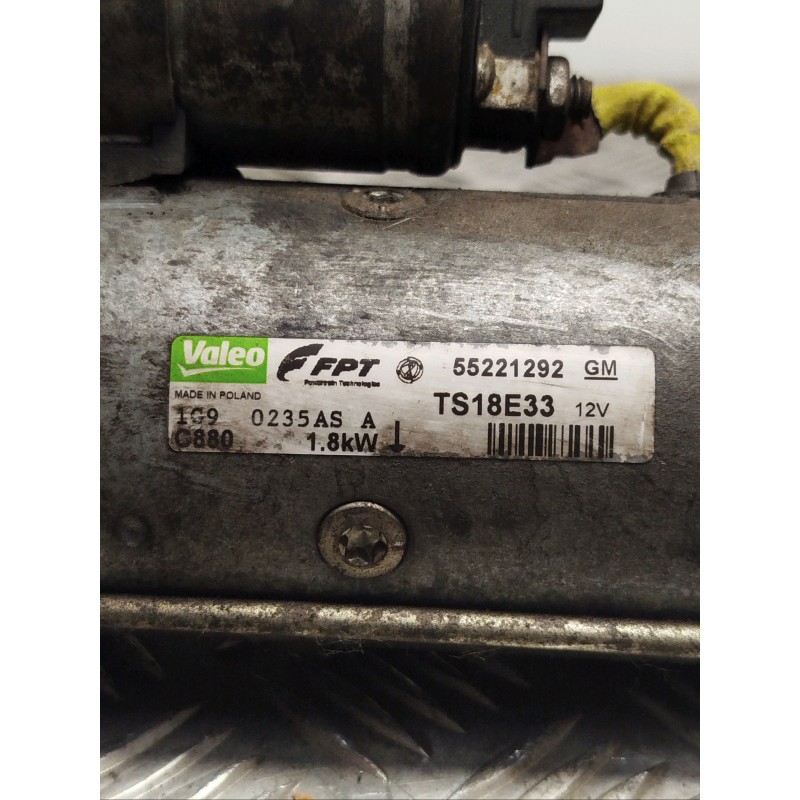 Valeo FPT 55221292 GM
Powertrain Technologies
MADE IN POLAND TS18E33 12V
1G9 0235AS A
C880 1.8kW